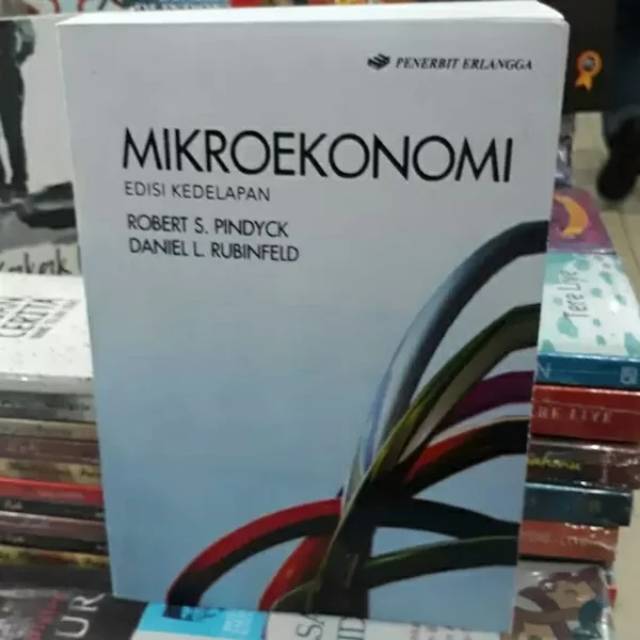 PENERBIT ERLANGGA
MIKROEKONOMI
EDISI KEDELAPAN
ROBERT S. PINDYCK
DANIEL L. RUBINFELD
Tere Liye